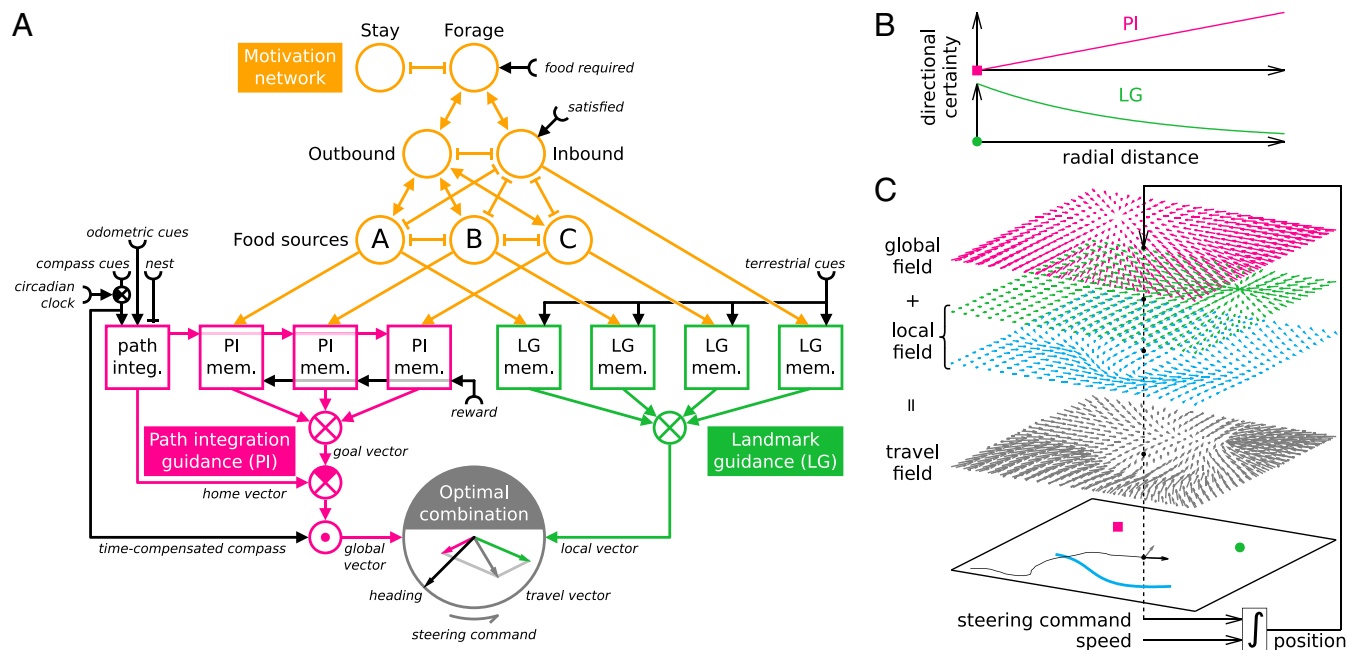 A
Stay
Forage
Motivation
network
food required
satisfied
Outbound
Inbound
Food sources
A
B
C
odometric cues
compass cues
nest
circadian
clock
terrestrial cues
path
integ.
PI
mem.
PI
mem.
PI
mem.
LG
mem.
LG
mem.
LG
mem.
LG
mem.
reward
Path integration
guidance (PI)
goal vector
Landmark
guidance (LG)
home vector
Optimal
combination
time-compensated compass
global
vector
local vector
heading
travel vector
steering command
B
directional
certainty
PI
LG
radial distance
C
global
field
+
local
field
=
travel
field
steering command
speed
∫
position